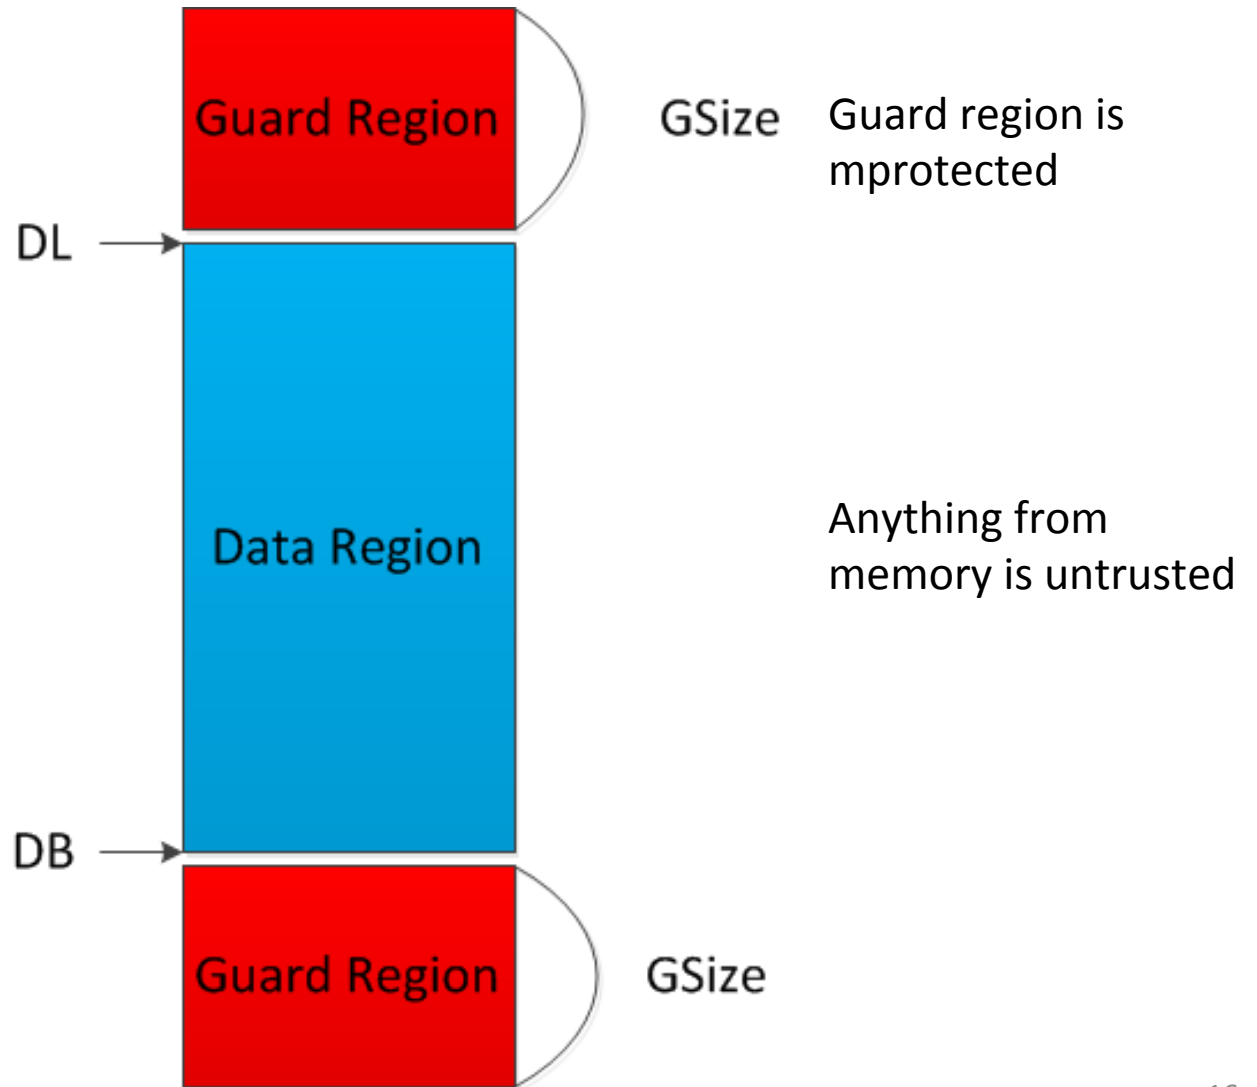 Guard Region
GSize
Guard region is
mprotected
DL
Data Region
Anything from
memory is untrusted
DB
Guard Region
GSize